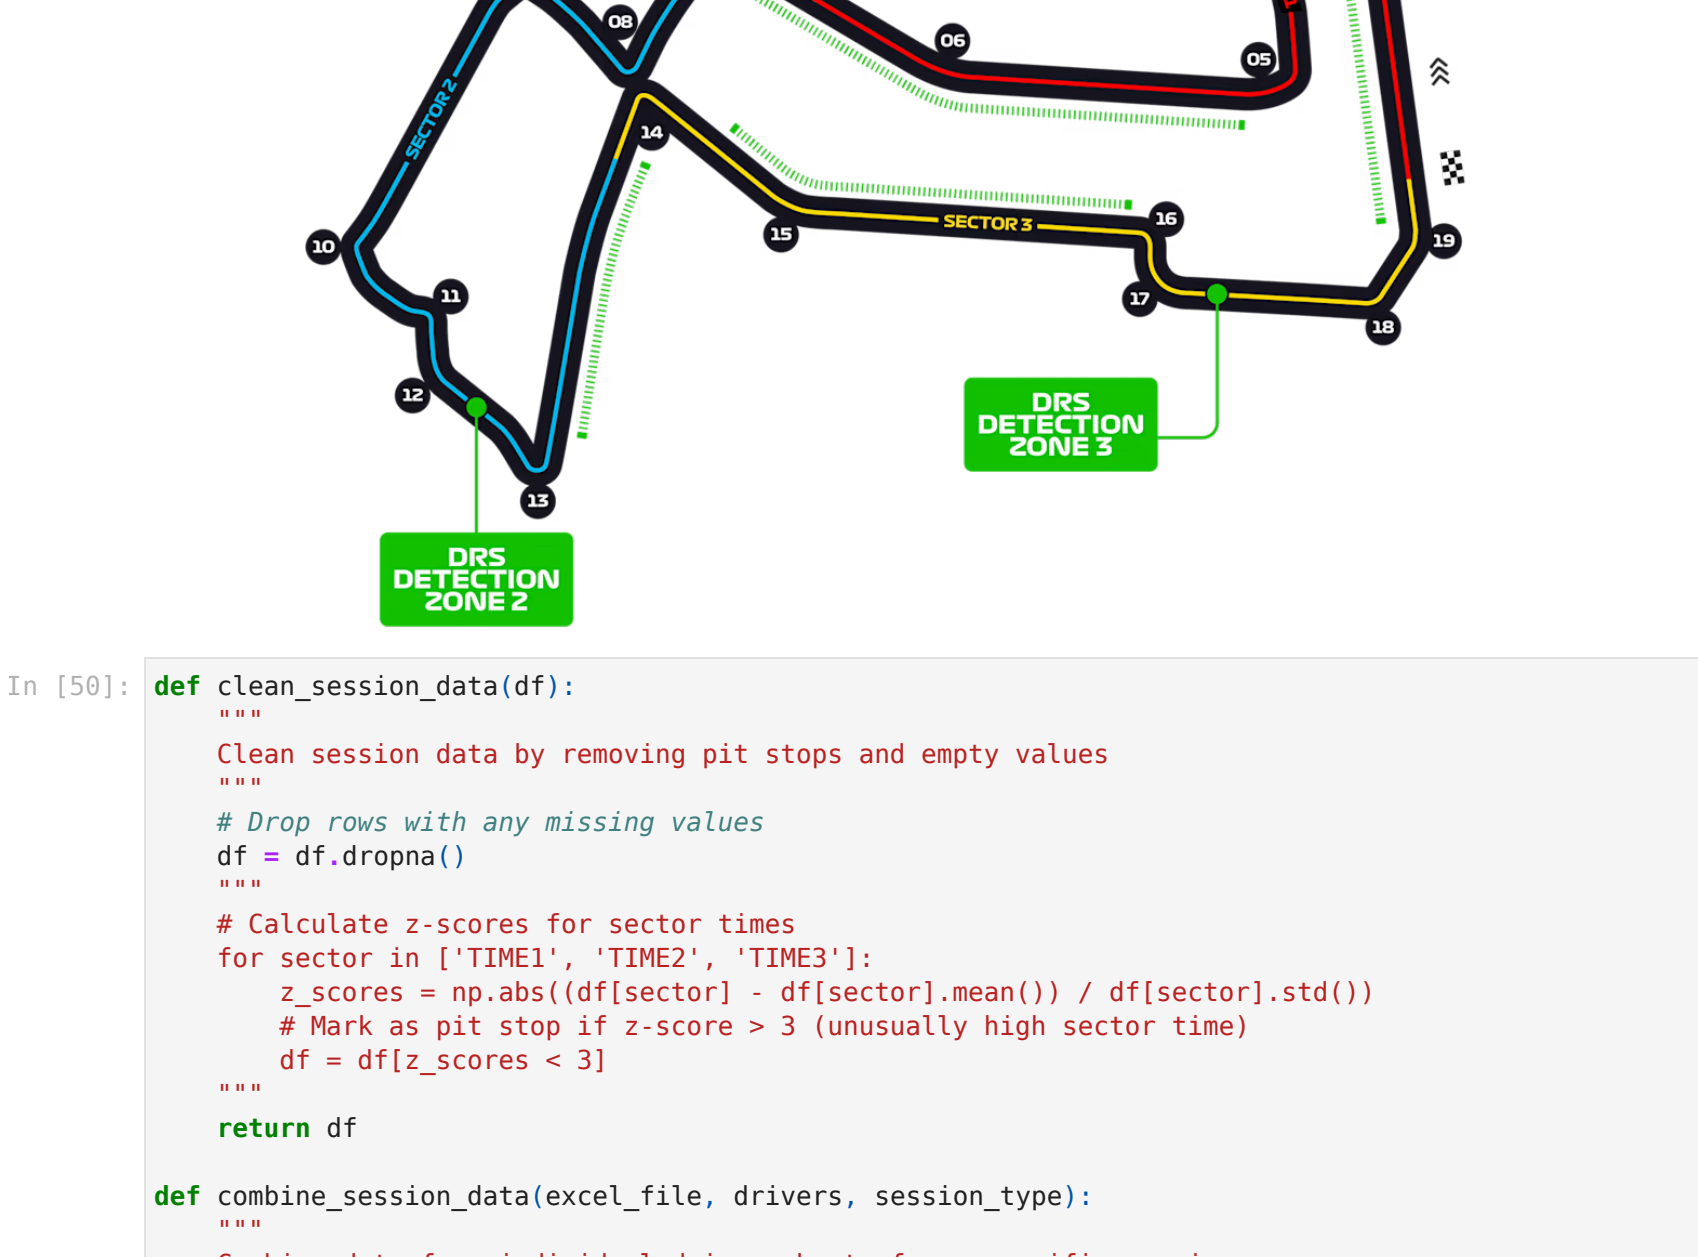 08
06
05
SECTOR 2
14
16
SECTOR 3
15
19
10
11
17
18
12
DRS
DETECTION
ZONE 3
13
DRS
DETECTION
ZONE 2
In [50]:
def clean_session_data(df):
"""
Clean session data by removing pit stops and empty values
"""
# Drop rows with any missing values
df = df.dropna()
"""
# Calculate z-scores for sector times
for sector in ['TIME1', 'TIME2', 'TIME3']:
z_scores = np.abs((df[sector] - df[sector].mean()) / df[sector].std())
# Mark as pit stop if z-score > 3 (unusually high sector time)
df = df[z_scores < 3]
"""
return df
def combine_session_data(excel_file, drivers, session_type):
"""